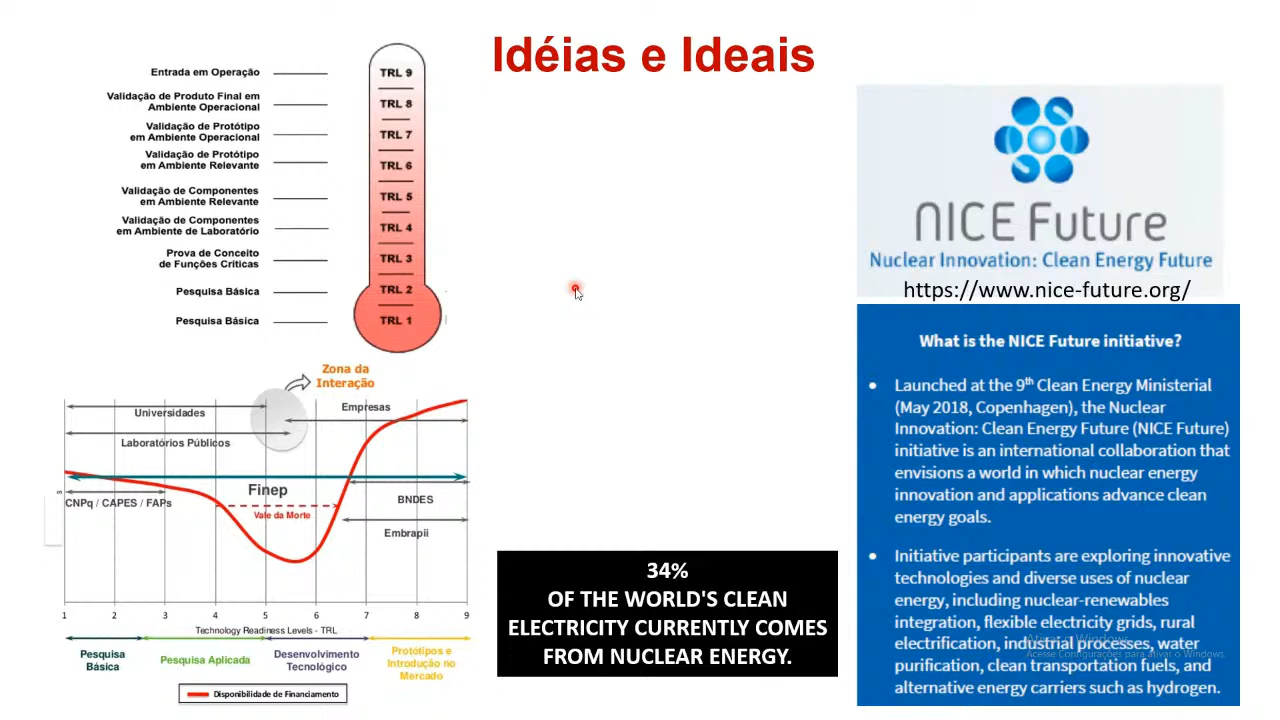 Idéias e Ideais
Entrada em Operação
TRL 9
Validação de Produto Final em
Ambiente Operacional
TRL 8
Validação de Protótipo
em Ambiente Operacional
TRL 7
Validação de Protótipo
em Ambiente Relevante
TRL 6
Validação de Componentes
em Ambiente Relevante
TRL 5
Validação de Componentes
em Ambiente de Laboratório
TRL 4
Prova de Conceito
de Funções Críticas
TRL 3
Pesquisa Básica
TRL 2
Pesquisa Básica
TRL 1
Zona da
Interação
Universidades
Empresas
Laboratórios Públicos
Finep
CNPq / CAPES / FAPs
Vale da Morte
BNDES
Embrapii
1 2 3 4 5 6 7 8 9
Technology Readiness Levels - TRL
Pesquisa
Básica
Pesquisa Aplicada
Desenvolvimento
Tecnológico
Protótipos e
Introdução no
Mercado
Disponibilidade de Financiamento
34%
OF THE WORLD'S CLEAN
ELECTRICITY CURRENTLY COMES
FROM NUCLEAR ENERGY.
NICE Future
Nuclear Innovation: Clean Energy Future
https://www.nice-future.org/
What is the NICE Future initiative?
• Launched at the 9th Clean Energy Ministerial
(May 2018, Copenhagen), the Nuclear
Innovation: Clean Energy Future (NICE Future)
initiative is an international collaboration that
envisions a world in which nuclear energy
innovation and applications advance clean
energy goals.
• Initiative participants are exploring innovative
technologies and diverse uses of nuclear
energy, including nuclear-renewables
integration, flexible electricity grids, rural
electrification, industrial processes, water
purification, clean transportation fuels, and
alternative energy carriers such as hydrogen.
Ativar o Windows
Acesse Configurações para ativar o Windows.